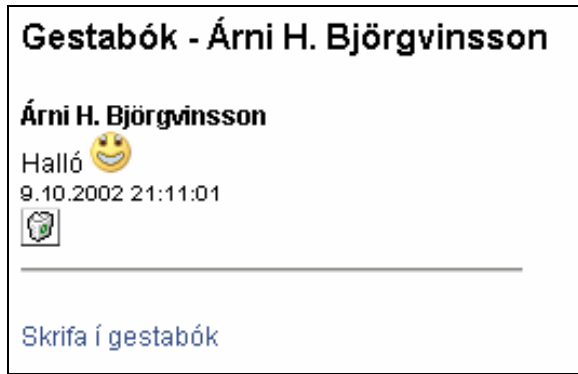 Gestabók - Árni H. Björgvinsson
Árni H. Björgvinsson
Halló
9.10.2002 21:11:01
Skrifa í gestabók